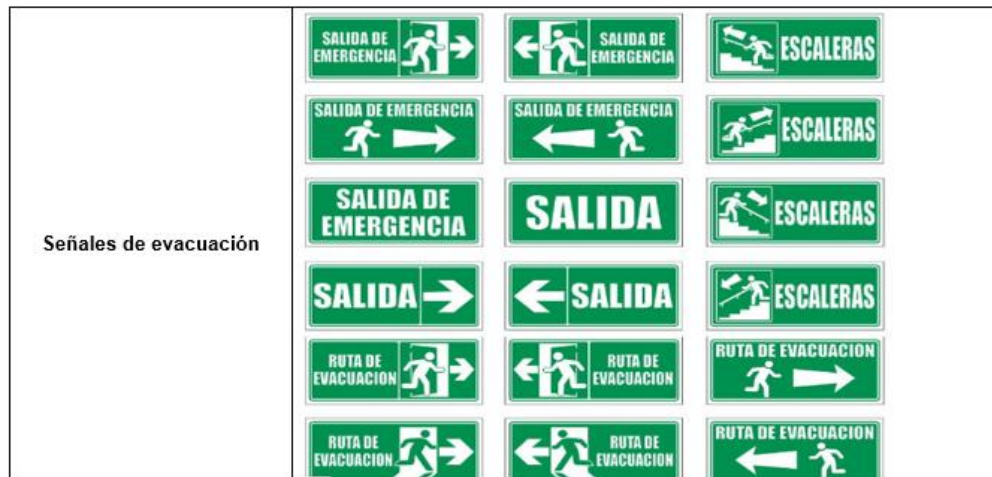 Señales de evacuación
SALIDA DE
EMERGENCIA
SALIDA DE
EMERGENCIA
ESCALERAS
SALIDA DE EMERGENCIA
SALIDA DE EMERGENCIA
ESCALERAS
SALIDA DE
EMERGENCIA
SALIDA
ESCALERAS
SALIDA
SALIDA
ESCALERAS
RUTA DE
EVACUACION
RUTA DE
EVACUACION
RUTA DE EVACUACION
RUTA DE
EVACUACION
RUTA DE
EVACUACION
RUTA DE EVACUACION